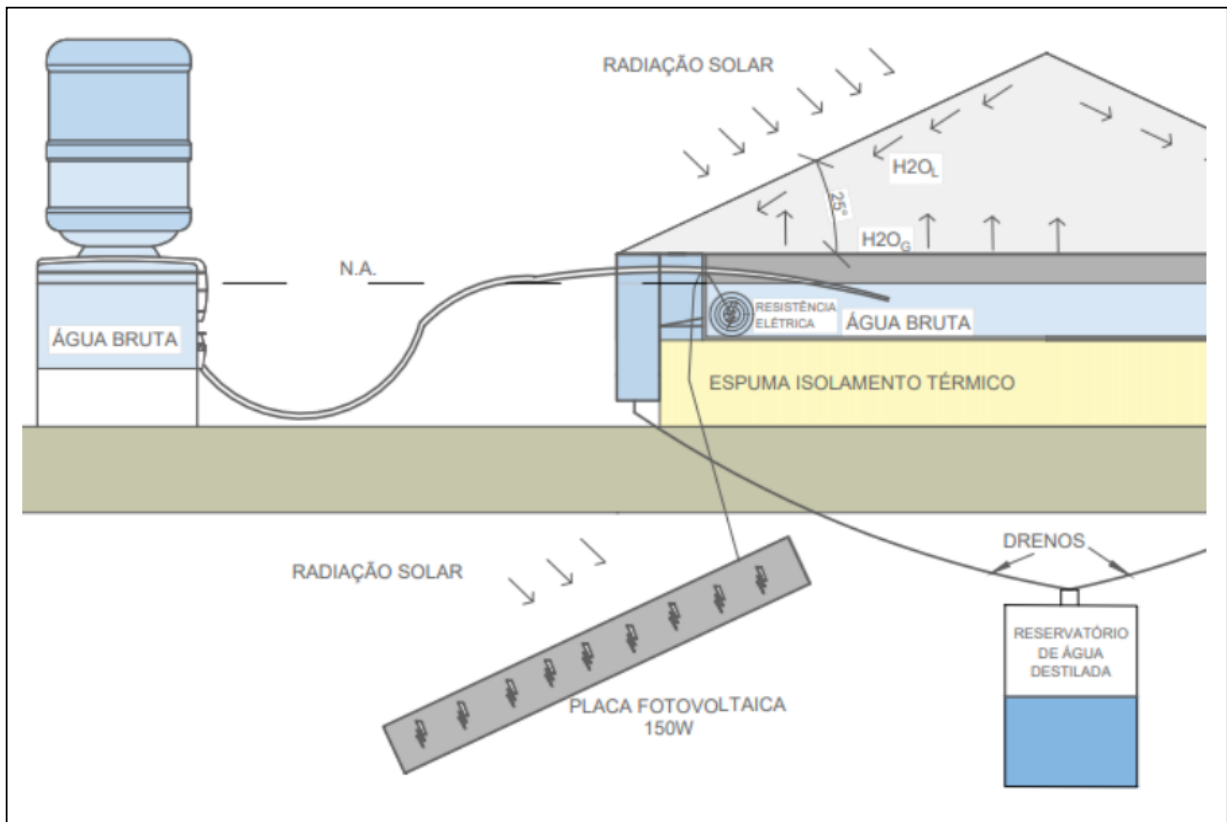 RADIAÇÃO SOLAR
H2OL
25°
H2OG
N.A.
RESISTÊNCIA
ELÉTRICA
ÁGUA BRUTA
ÁGUA BRUTA
ESPUMA ISOLAMENTO TÉRMICO
DRENOS
RADIAÇÃO SOLAR
RESERVATÓRIO
DE ÁGUA
DESTILADA
PLACA FOTOVOLTAICA
150W